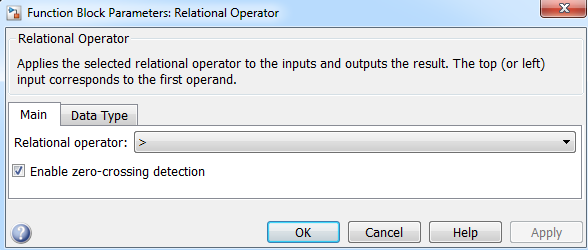 Function Block Parameters: Relational Operator
Relational Operator
Applies the selected relational operator to the inputs and outputs the result. The top (or left)
input corresponds to the first operand.
Main Data Type
Relational operator: >
Enable zero-crossing detection
? OK Cancel Help Apply